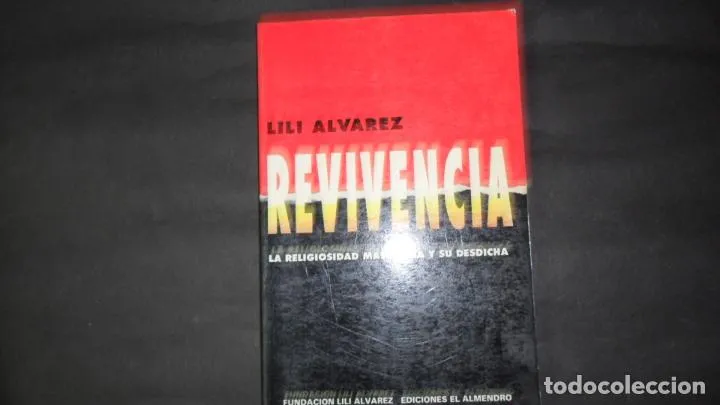 LILI ALVAREZ
REVIVENCIA
LA RELIGIOSIDAD Y SU DESDICHA
FUNDACION LILI ALVAREZ EDICIONES EL ALMENDRO
todocoleccion